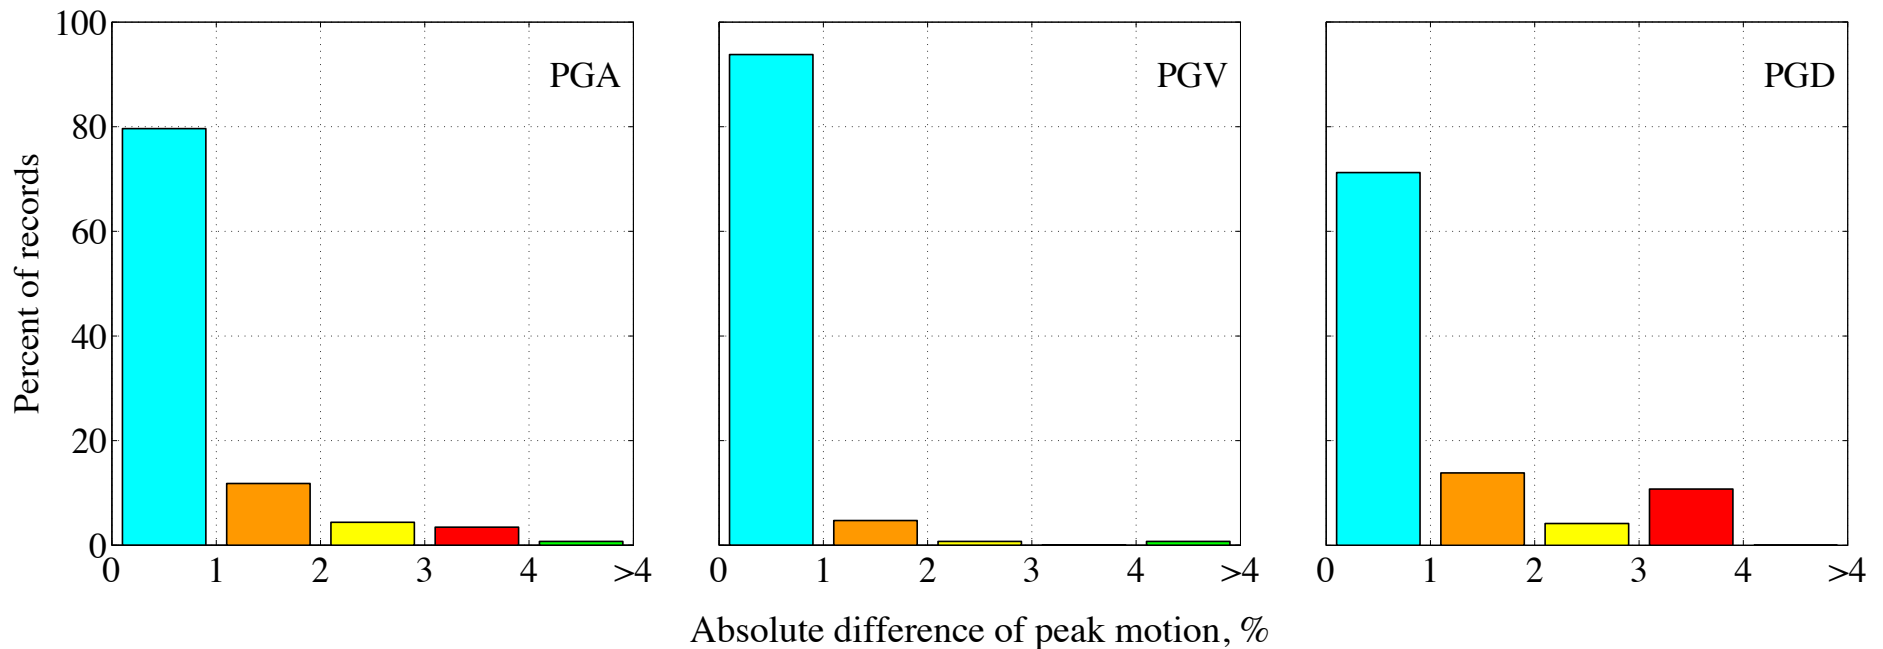 100
80
60
40
20
0
Percent of records
PGA
0 1 2 3 4 >4
PGV
0 1 2 3 4 >4
PGD
0 1 2 3 4 >4
Absolute difference of peak motion, %